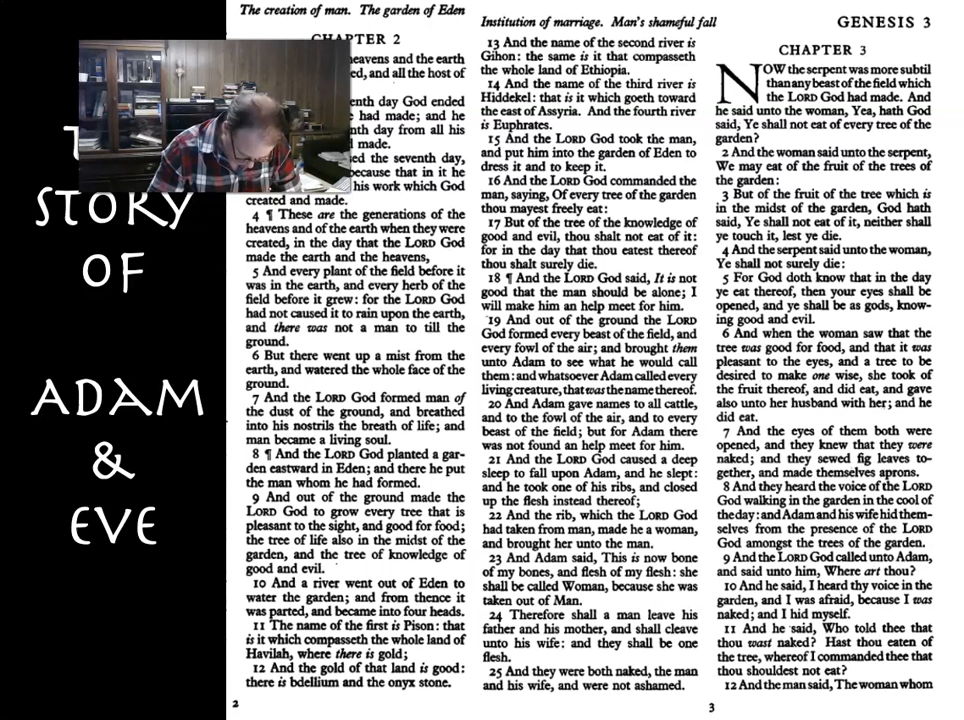 STORY
OF
ADAM
&
EVE
The creation of man. The garden of Eden
CHAPTER 2
heavens and the earth
ed, and all the host of
enth day God ended
had made; and he
nth day from all his
made.
ed the seventh day,
because that in it he
his work which God
created and made.
4 ¶ These are the generations of the
heavens and of the earth when they were
created, in the day that the LORD God
made the earth and the heavens,
5 And every plant of the field before it
was in the earth, and every herb of the
field before it grew: for the LORD God
had not caused it to rain upon the earth,
and there was not a man to till the
ground.
6 But there went up a mist from the
earth, and watered the whole face of the
ground.
7 And the LORD God formed man of
the dust of the ground, and breathed
into his nostrils the breath of life; and
man became a living soul.
8 ¶ And the LORD God planted a gar-
den eastward in Eden; and there he put
the man whom he had formed.
9 And out of the ground made the
LORD God to grow every tree that is
pleasant to the sight, and good for food;
the tree of life also in the midst of the
garden, and the tree of knowledge of
good and evil.
10 And a river went out of Eden to
water the garden; and from thence it
was parted, and became into four heads.
11 The name of the first is Pison: that
is it which compasseth the whole land of
Havilah, where there is gold;
12 And the gold of that land is good:
there is bdellium and the onyx stone.
2
Institution of marriage. Man's shameful fall
13 And the name of the second river is
Gihon: the same is it that compasseth
the whole land of Ethiopia.
14 And the name of the third river is
Hiddekel: that is it which goeth toward
the east of Assyria. And the fourth river
is Euphrates.
15 And the LORD God took the man,
and put him into the garden of Eden to
dress it and to keep it.
16 And the LORD God commanded the
man, saying, Of every tree of the garden
thou mayest freely eat:
17 But of the tree of the knowledge of
good and evil, thou shalt not eat of it:
for in the day that thou eatest thereof
thou shalt surely die.
18 ¶ And the LORD God said, It is not
good that the man should be alone; I
will make him an help meet for him.
19 And out of the ground the LORD
God formed every beast of the field, and
every fowl of the air; and brought them
unto Adam to see what he would call
them: and whatsoever Adam called every
living creature, that was the name thereof.
20 And Adam gave names to all cattle,
and to the fowl of the air, and to every
beast of the field; but for Adam there
was not found an help meet for him.
21 And the LORD God caused a deep
sleep to fall upon Adam, and he slept:
and he took one of his ribs, and closed
up the flesh instead thereof;
22 And the rib, which the LORD God
had taken from man, made he a woman,
and brought her unto the man.
23 And Adam said, This is now bone
of my bones, and flesh of my flesh: she
shall be called Woman, because she was
taken out of Man.
24 Therefore shall a man leave his
father and his mother, and shall cleave
unto his wife: and they shall be one
flesh.
25 And they were both naked, the man
and his wife, and were not ashamed.
GENESIS 3
CHAPTER 3
NOW the serpent was more subtil
than any beast of the field which
the LORD God had made. And
he said unto the woman, Yea, hath God
said, Ye shall not eat of every tree of the
garden?
2 And the woman said unto the serpent,
We may eat of the fruit of the trees of
the garden:
3 But of the fruit of the tree which is
in the midst of the garden, God hath
said, Ye shall not eat of it, neither shall
ye touch it, lest ye die.
4 And the serpent said unto the woman,
Ye shall not surely die:
5 For God doth know that in the day
ye eat thereof, then your eyes shall be
opened, and ye shall be as gods, know-
ing good and evil.
6 And when the woman saw that the
tree was good for food, and that it was
pleasant to the eyes, and a tree to be
desired to make one wise, she took of
the fruit thereof, and did eat, and gave
also unto her husband with her; and he
did eat.
7 And the eyes of them both were
opened, and they knew that they were
naked; and they sewed fig leaves to-
gether, and made themselves aprons.
8 And they heard the voice of the LORD
God walking in the garden in the cool of
the day: and Adam and his wife hid them-
selves from the presence of the LORD
God amongst the trees of the garden.
9 And the LORD God called unto Adam,
and said unto him, Where art thou?
10 And he said, I heard thy voice in the
garden, and I was afraid, because I was
naked; and I hid myself.
11 And he said, Who told thee that
thou wast naked? Hast thou eaten of
the tree, whereof I commanded thee that
thou shouldest not eat?
12 And the man said, The woman whom
3